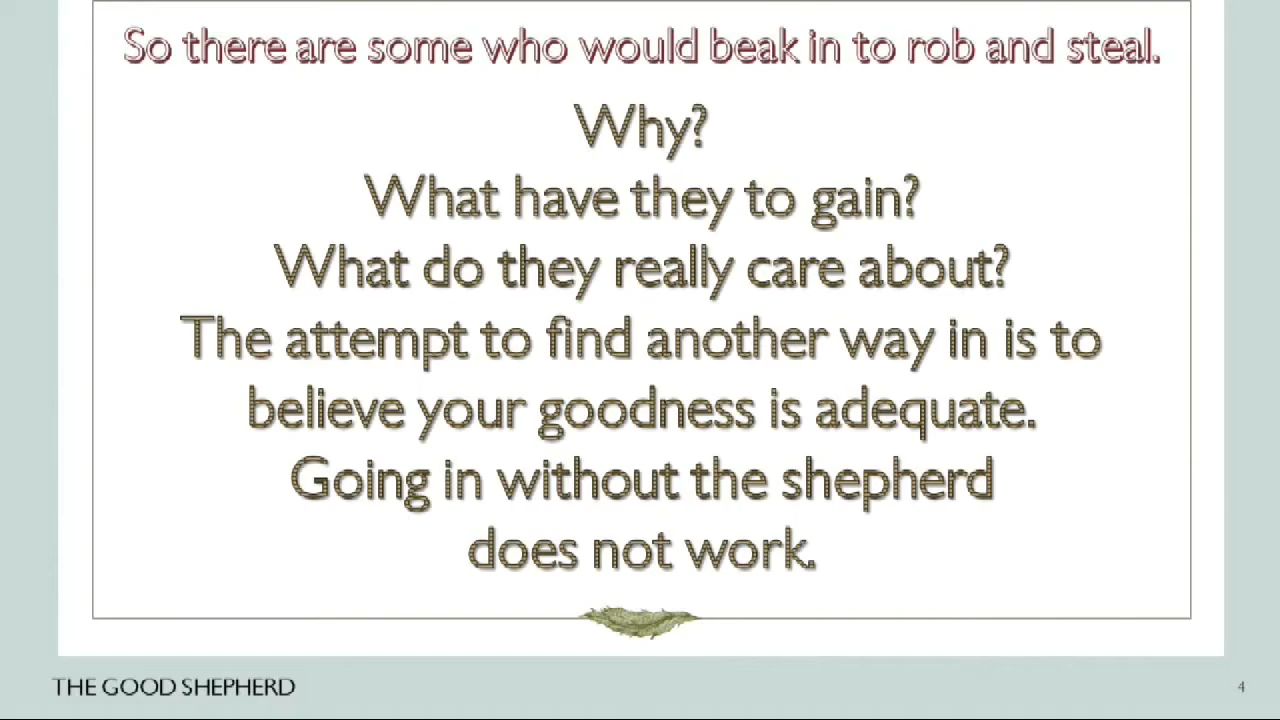 So there are some who would beak in to rob and steal.
Why?
What have they to gain?
What do they really care about?
The attempt to find another way in is to
believe your goodness is adequate.
Going in without the shepherd
does not work.
THE GOOD SHEPHERD
4